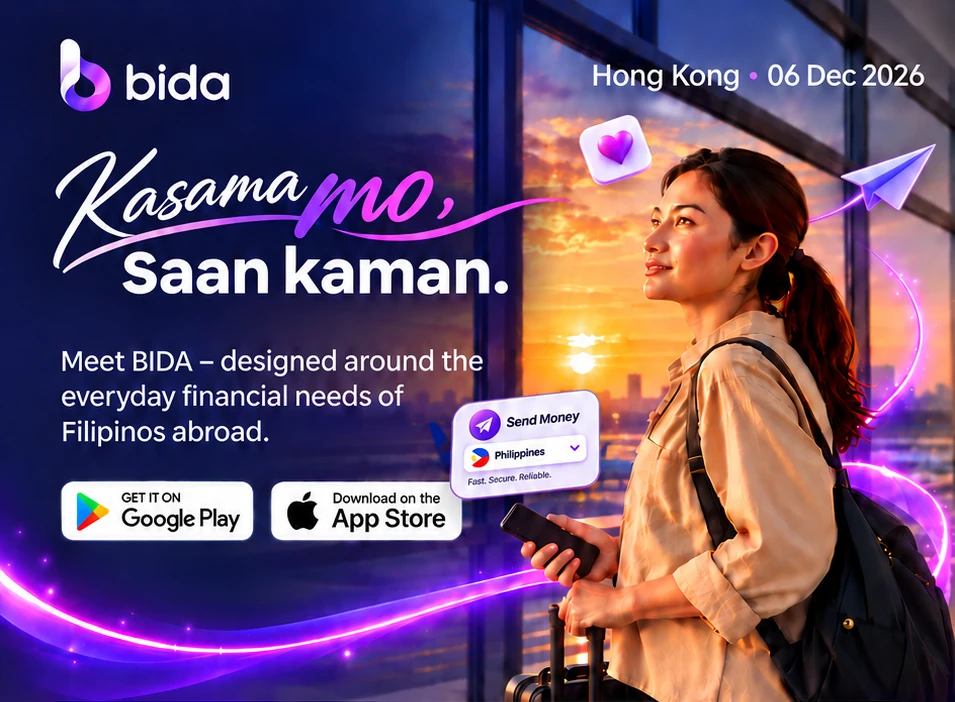 bida
Hong Kong • 06 Dec 2026
Kasama mo,
Saan kaman.
Meet BIDA – designed around the
everyday financial needs of
Filipinos abroad.
Send Money
Philippines
Fast. Secure. Reliable.
GET IT ON
Google Play
Download on the
App Store